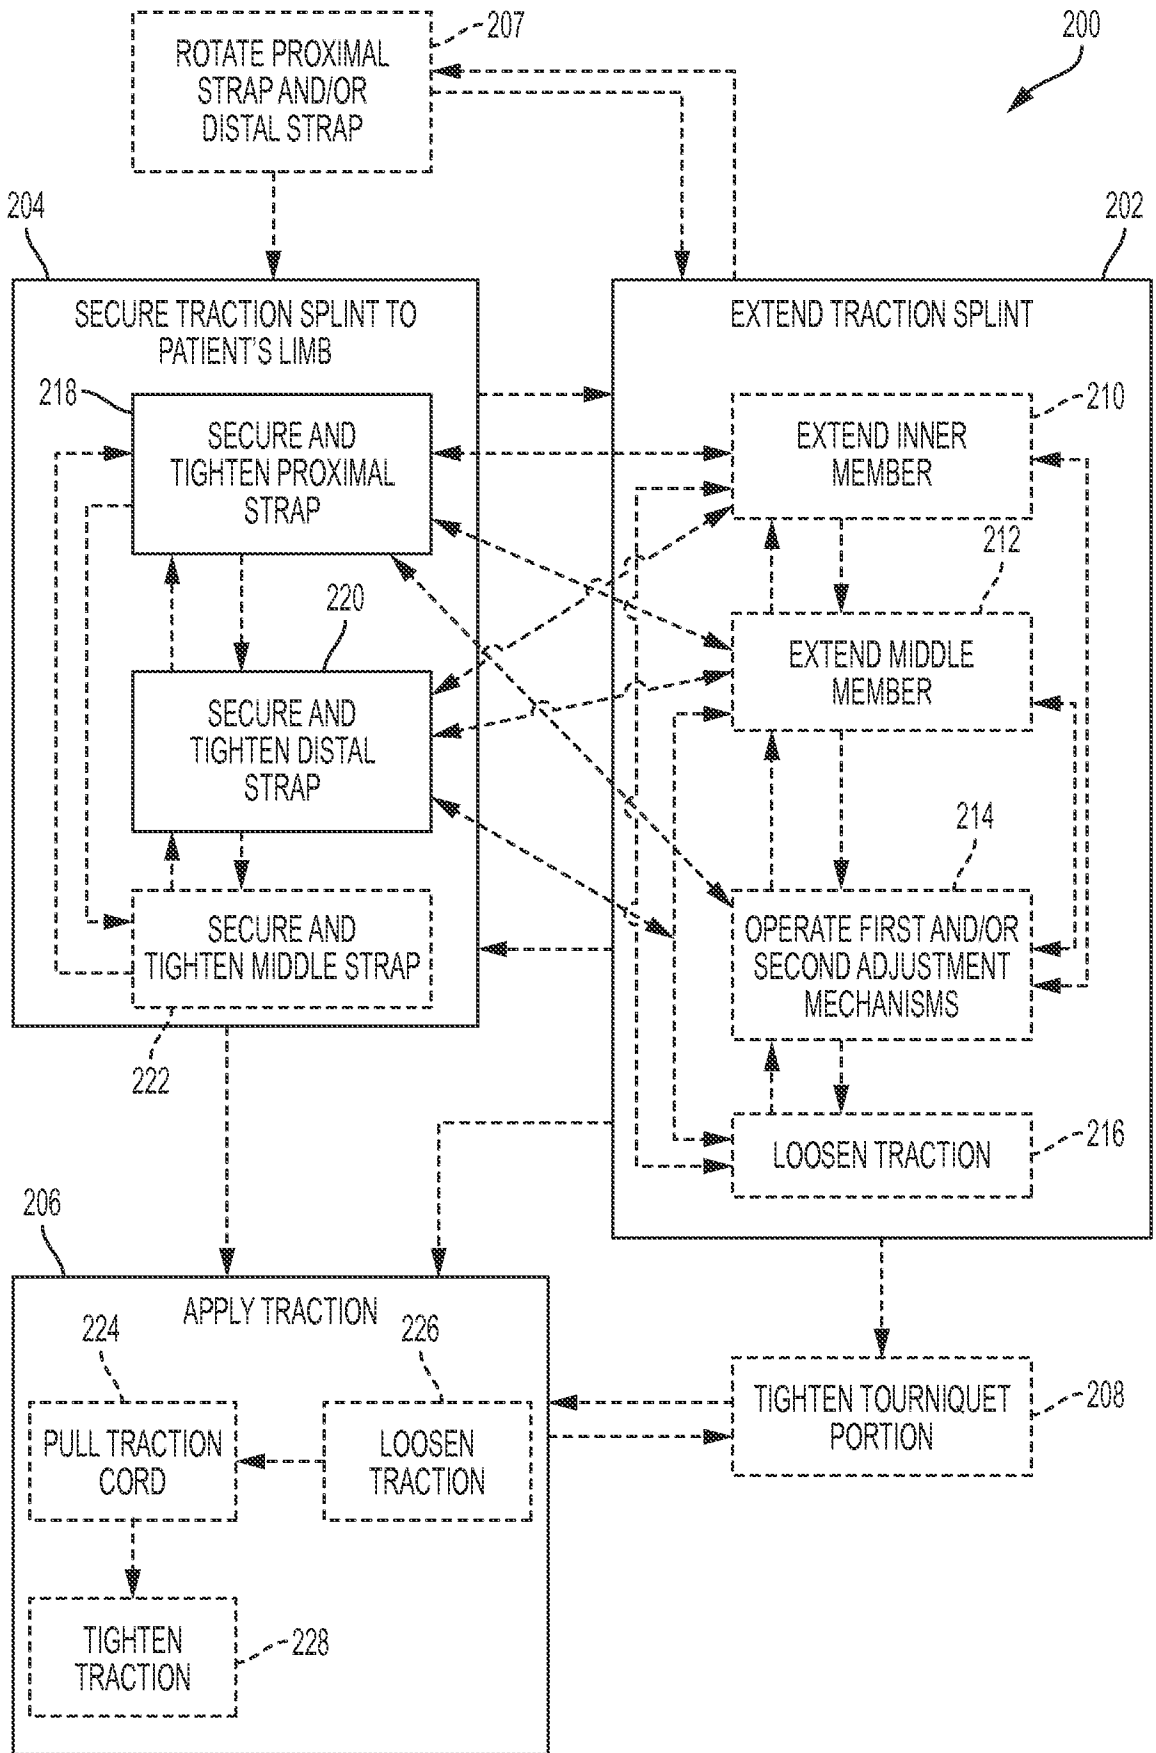 207
ROTATE PROXIMAL
STRAP AND/OR
DISTAL STRAP
200
204
SECURE TRACTION SPLINT TO
PATIENT'S LIMB
218
SECURE AND
TIGHTEN PROXIMAL
STRAP
220
SECURE AND
TIGHTEN DISTAL
STRAP
SECURE AND
TIGHTEN MIDDLE STRAP
222
202
EXTEND TRACTION SPLINT
210
EXTEND INNER
MEMBER
212
EXTEND MIDDLE
MEMBER
214
OPERATE FIRST AND/OR
SECOND ADJUSTMENT
MECHANISMS
LOOSEN TRACTION
216
206
APPLY TRACTION
224
PULL TRACTION
CORD
226
LOOSEN
TRACTION
TIGHTEN
TRACTION
228
TIGHTEN TOURNIQUET
PORTION
208